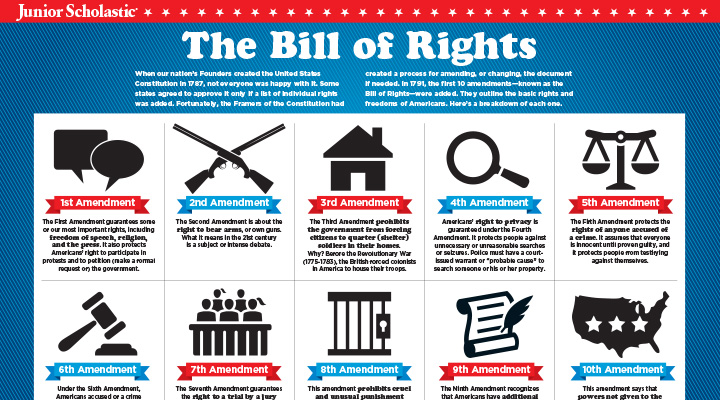 Junior Scholastic
The Bill of Rights
When our nation's Founders created the United States
Constitution in 1787, not everyone was happy with it. Some
states agreed to approve it only if a list of individual rights
was added. Fortunately, the Framers of the Constitution had
created a process for amending, or changing, the document
if needed. In 1791, the first 10 amendments—known as the
Bill of Rights—were added. They outline the basic rights and
freedoms of Americans. Here's a breakdown of each one.
1st Amendment
The First Amendment guarantees some
of our most important rights, including
freedom of speech, religion,
and the press. It also protects
Americans' right to participate in
protests and to petition (make a formal
request of) the government.
2nd Amendment
The Second Amendment is about the
right to bear arms, or own guns.
What it means in the 21st century
is a subject of intense debate.
3rd Amendment
The Third Amendment prohibits
the government from forcing
citizens to quarter (shelter)
soldiers in their homes.
Why? Before the Revolutionary War
(1775-1783), the British forced colonists
in America to house their troops.
4th Amendment
Americans' right to privacy is
guaranteed under the Fourth
Amendment. It protects people against
unnecessary or unreasonable searches
or seizures. Police must have a court-
issued warrant or "probable cause" to
search someone or his or her property.
5th Amendment
The Fifth Amendment protects the
rights of anyone accused of
a crime. It assumes that everyone
is innocent until proven guilty, and
it protects people from testifying
against themselves.
6th Amendment
Under the Sixth Amendment,
Americans accused of a crime
7th Amendment
The Seventh Amendment guarantees
the right to a trial by a jury
8th Amendment
This amendment prohibits cruel
and unusual punishment
9th Amendment
The Ninth Amendment recognizes
that Americans have additional
10th Amendment
This amendment says that
powers not given to the